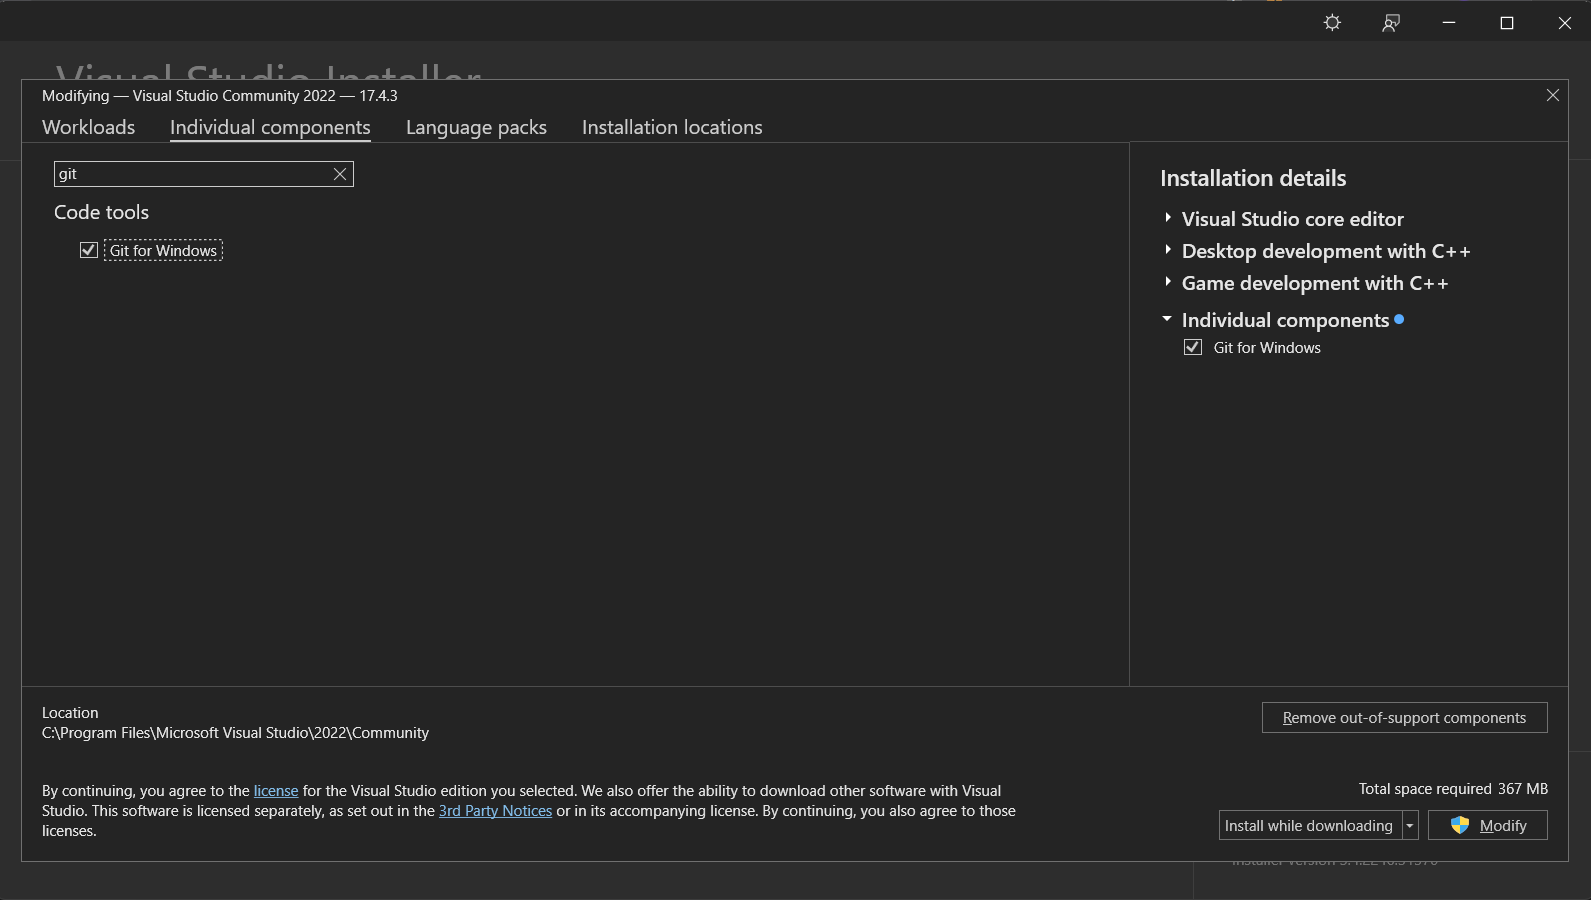 Visual Studio Installer
Modifying — Visual Studio Community 2022 — 17.4.3
Workloads
Individual components
Language packs
Installation locations
git
Code tools
Git for Windows
Installation details
Visual Studio core editor
Desktop development with C++
Game development with C++
Individual components
Git for Windows
Location
C:\Program Files\Microsoft Visual Studio\2022\Community
Remove out-of-support components
By continuing, you agree to the license for the Visual Studio edition you selected. We also offer the ability to download other software with Visual
Studio. This software is licensed separately, as set out in the 3rd Party Notices or in its accompanying license. By continuing, you also agree to those
licenses.
Total space required 367 MB
Install while downloading
Modify